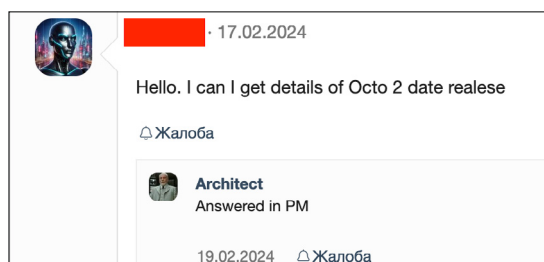 · 17.02.2024
Hello. I can I get details of Octo 2 date realese
Жалоба
Architect
Answered in PM
19.02.2024 Жалоба